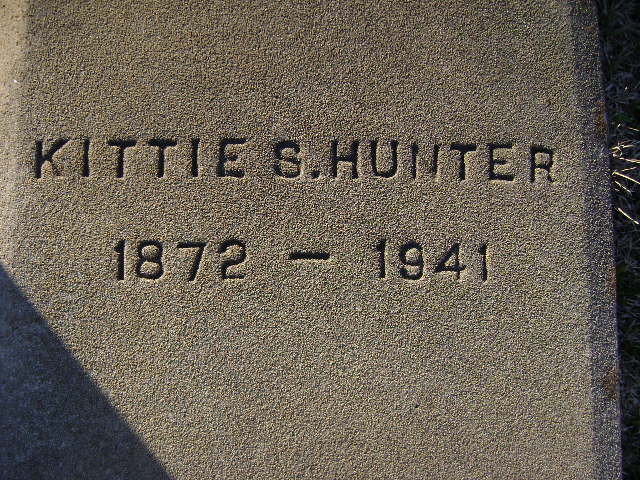 KITTIE S. HUNTER
1872 — 1941